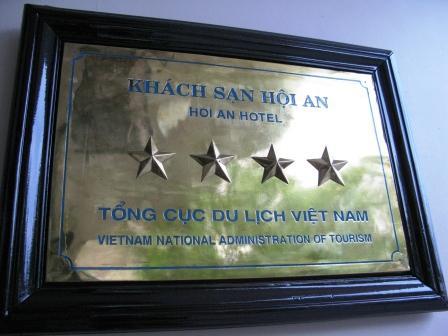 KHÁCH SẠN HỘI AN
HOI AN HOTEL
TỔNG CỤC DU LỊCH VIỆT NAM
VIETNAM NATIONAL ADMINISTRATION OF TOURISM